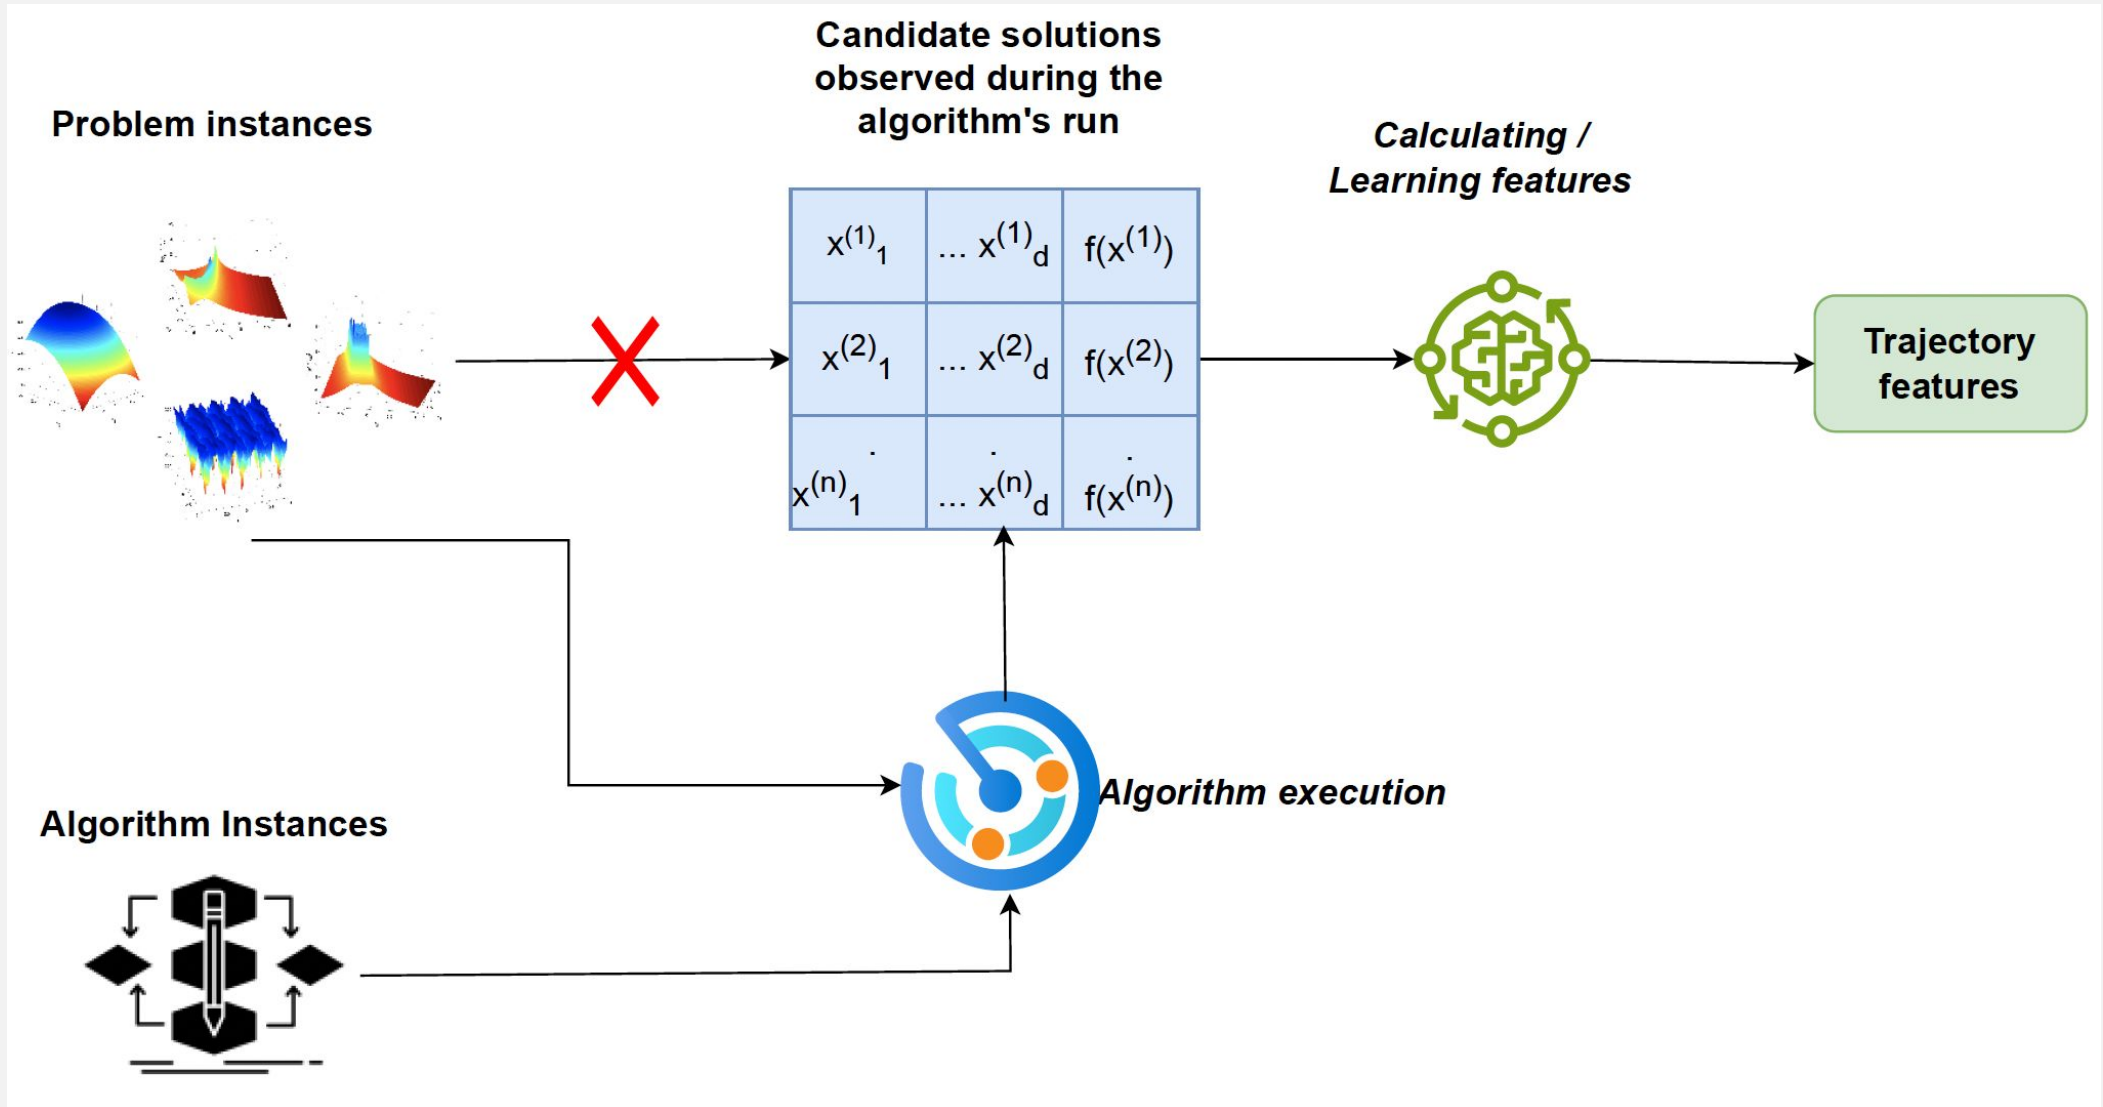 Candidate solutions
observed during the
algorithm's run
Problem instances
Calculating /
Learning features
x⁽¹⁾₁ ... x⁽¹⁾d f(x⁽¹⁾)
x⁽²⁾₁ ... x⁽²⁾d f(x⁽²⁾)
. . .
x⁽ⁿ⁾₁ ... x⁽ⁿ⁾d f(x⁽ⁿ⁾)
Trajectory
features
Algorithm execution
Algorithm Instances